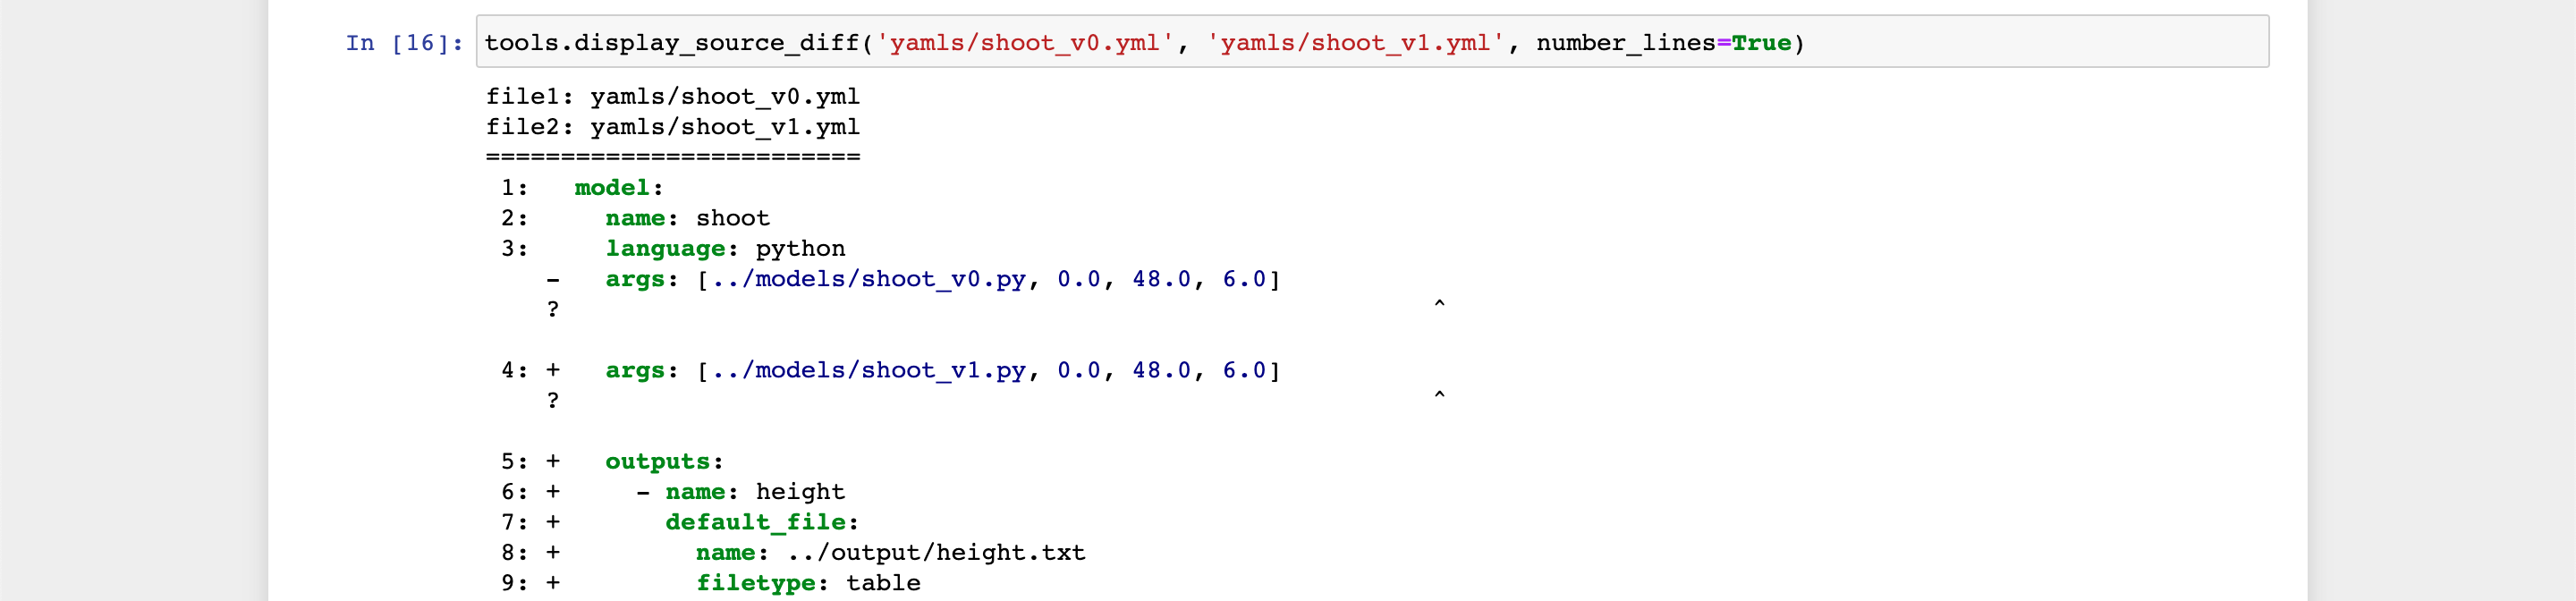 In [16]: tools.display_source_diff('yamls/shoot_v0.yml', 'yamls/shoot_v1.yml', number_lines=True)
file1: yamls/shoot_v0.yml
file2: yamls/shoot_v1.yml
=========================
1:   model:
2:     name: shoot
3:     language: python
   -   args: [../models/shoot_v0.py, 0.0, 48.0, 6.0]
   ?                                                          ^
4: +   args: [../models/shoot_v1.py, 0.0, 48.0, 6.0]
   ?                                                          ^
5: +   outputs:
6: +     - name: height
7: +       default_file:
8: +         name: ../output/height.txt
9: +         filetype: table